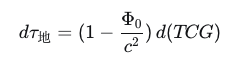 dτ地 = (1 − Φ₀/c²) d(TCG)